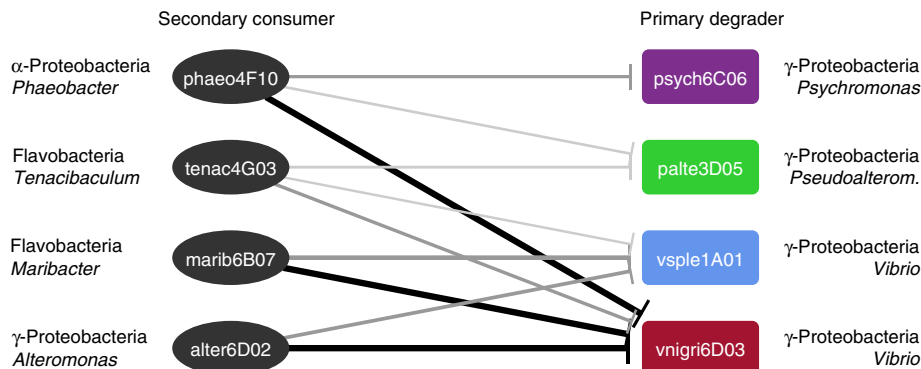 Secondary consumer
Primary degrader
α-Proteobacteria
Phaeobacter
phaeo4F10
psych6C06
γ-Proteobacteria
Psychromonas
Flavobacteria
Tenacibaculum
tenac4G03
palte3D05
γ-Proteobacteria
Pseudoalterom.
Flavobacteria
Maribacter
marib6B07
vsple1A01
γ-Proteobacteria
Vibrio
γ-Proteobacteria
Alteromonas
alter6D02
vnigri6D03
γ-Proteobacteria
Vibrio